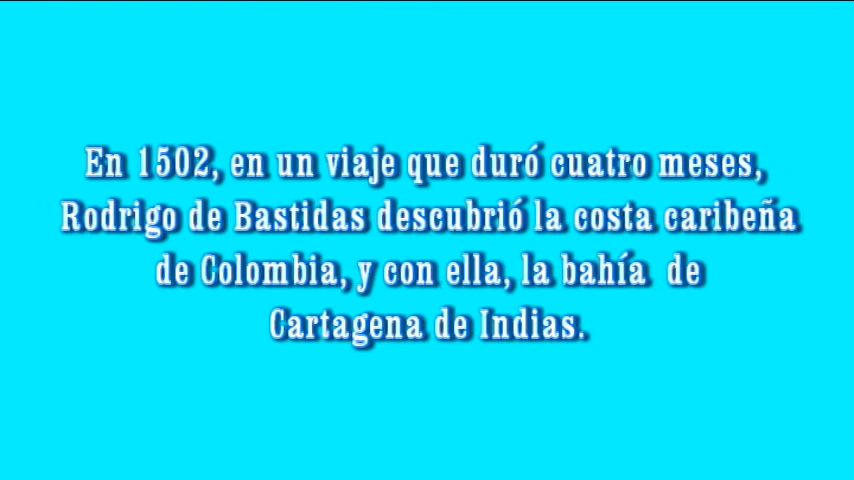 En 1502, en un viaje que duró cuatro meses,
Rodrigo de Bastidas descubrió la costa caribeña
de Colombia, y con ella, la bahía  de
Cartagena de Indias.